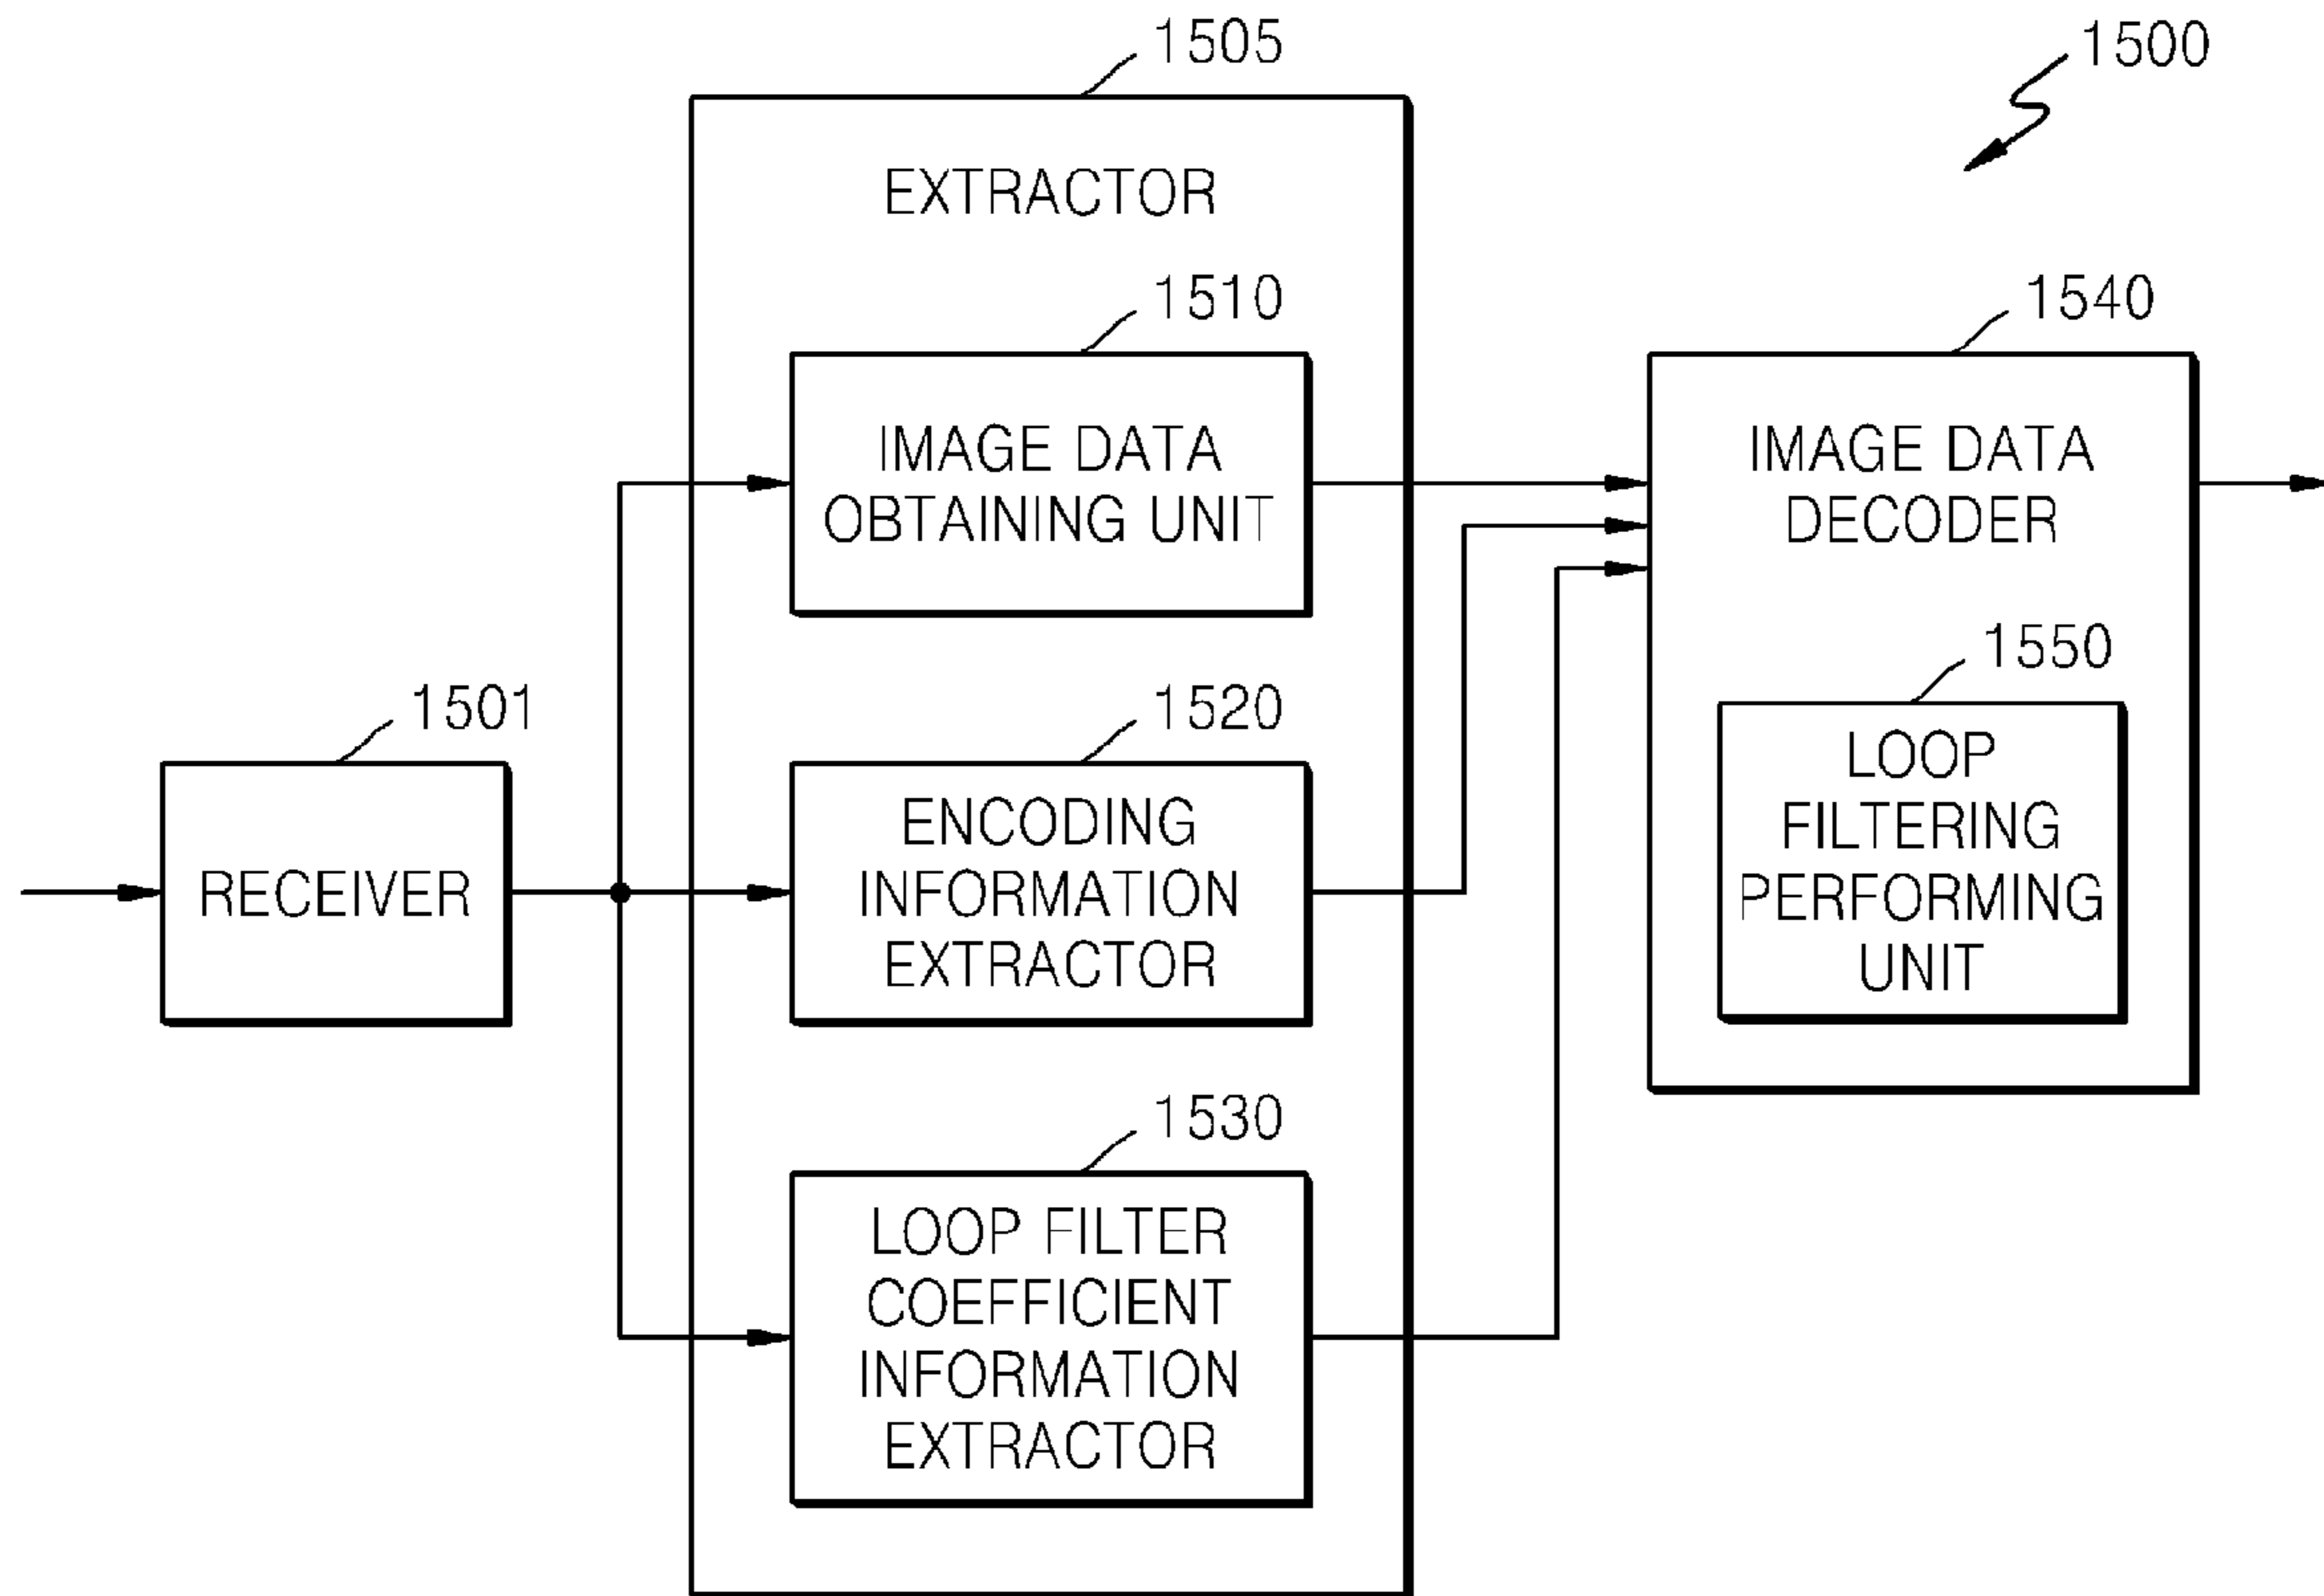 1505
1500
EXTRACTOR
1510
IMAGE DATA
OBTAINING UNIT
1540
IMAGE DATA
DECODER
1550
LOOP
FILTERING
PERFORMING
UNIT
1501
RECEIVER
1520
ENCODING
INFORMATION
EXTRACTOR
1530
LOOP FILTER
COEFFICIENT
INFORMATION
EXTRACTOR